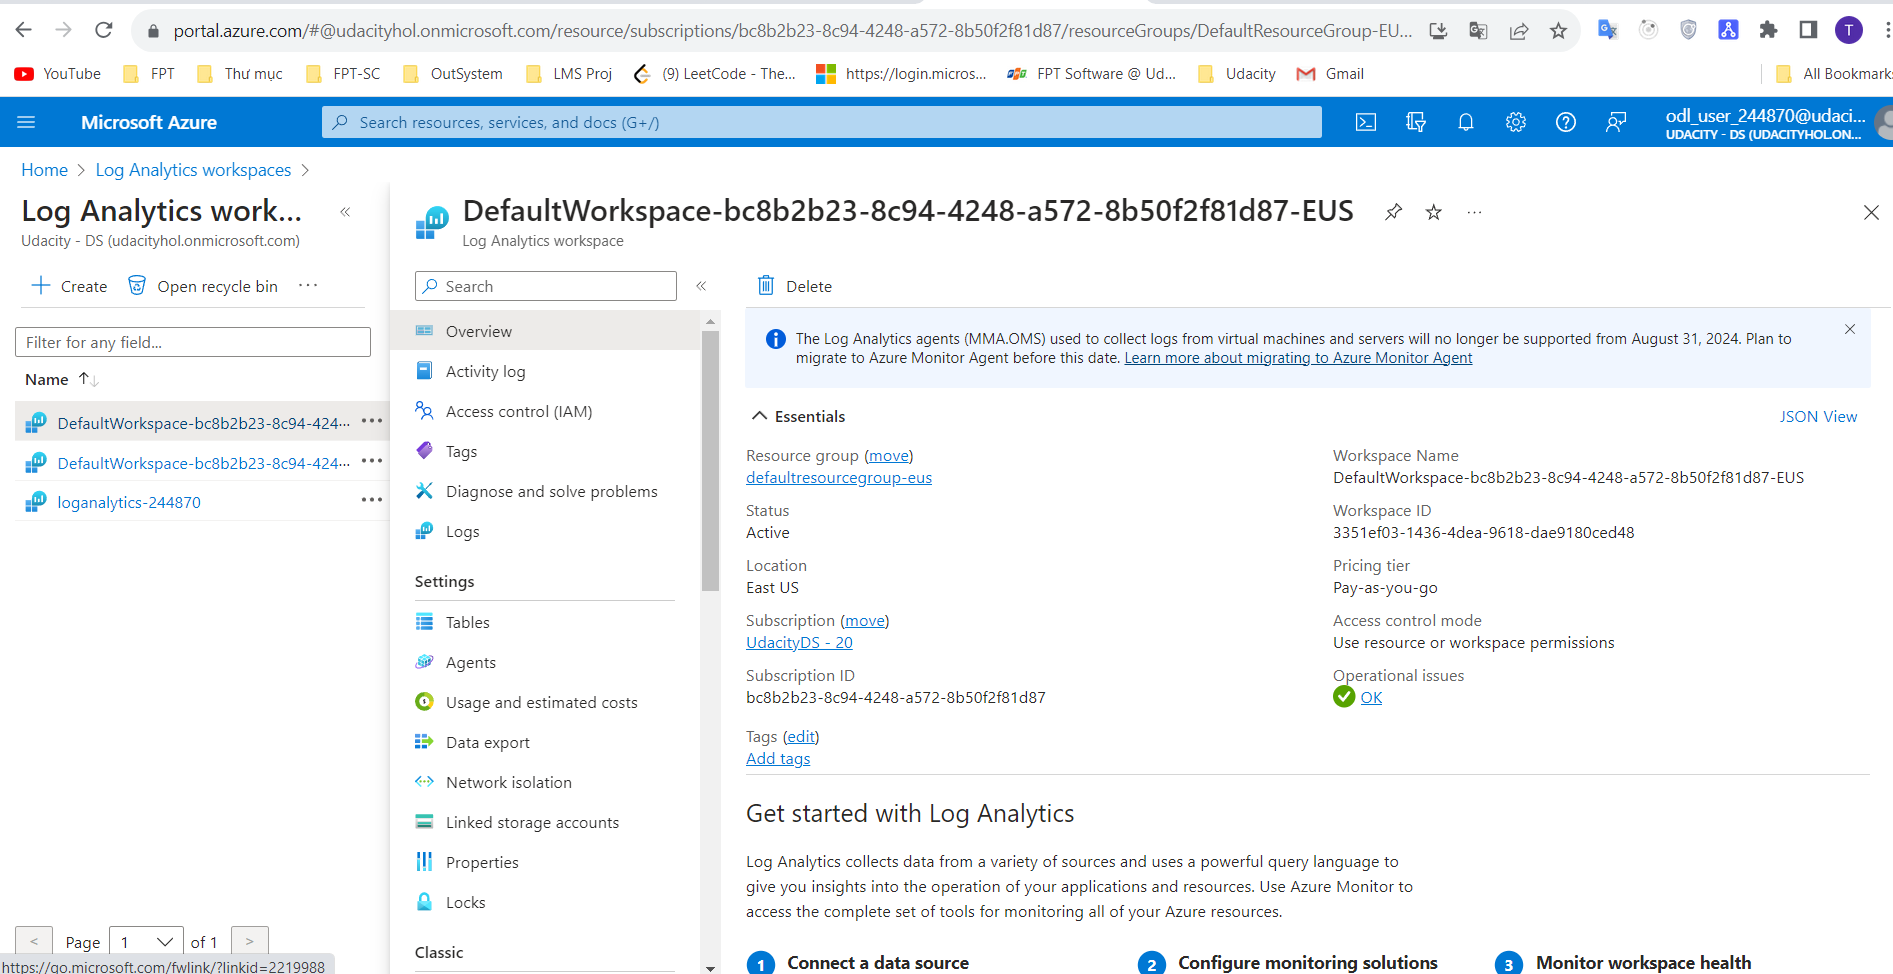 portal.azure.com/#@udacityhol.onmicrosoft.com/resource/subscriptions/bc8b2b23-8c94-4248-a572-8b50f2f81d87/resourceGroups/DefaultResourceGroup-EU...
T
YouTube FPT Thư mục FPT-SC OutSystem LMS Proj (9) LeetCode - The... https://login.micros... FPT Software @ Ud... Udacity Gmail All Bookmarks
Microsoft Azure
Search resources, services, and docs (G+/)
odl_user_244870@udaci...
UDACITY - DS (UDACITYHOL.ON...
Home > Log Analytics workspaces >
Log Analytics work...
Udacity - DS (udacityhol.onmicrosoft.com)
Create Open recycle bin ...
Filter for any field...
Name
DefaultWorkspace-bc8b2b23-8c94-424...
DefaultWorkspace-bc8b2b23-8c94-424...
loganalytics-244870
< Page 1 of 1 >
https://go.microsoft.com/fwlink/?linkid=2219988
DefaultWorkspace-bc8b2b23-8c94-4248-a572-8b50f2f81d87-EUS
Log Analytics workspace
Search
Overview
Activity log
Access control (IAM)
Tags
Diagnose and solve problems
Logs
Settings
Tables
Agents
Usage and estimated costs
Data export
Network isolation
Linked storage accounts
Properties
Locks
Classic
Delete
The Log Analytics agents (MMA.OMS) used to collect logs from virtual machines and servers will no longer be supported from August 31, 2024. Plan to
migrate to Azure Monitor Agent before this date. Learn more about migrating to Azure Monitor Agent
Essentials
JSON View
Resource group (move)
defaultresourcegroup-eus
Status
Active
Location
East US
Subscription (move)
UdacityDS - 20
Subscription ID
bc8b2b23-8c94-4248-a572-8b50f2f81d87
Tags (edit)
Add tags
Workspace Name
DefaultWorkspace-bc8b2b23-8c94-4248-a572-8b50f2f81d87-EUS
Workspace ID
3351ef03-1436-4dea-9618-dae9180ced48
Pricing tier
Pay-as-you-go
Access control mode
Use resource or workspace permissions
Operational issues
OK
Get started with Log Analytics
Log Analytics collects data from a variety of sources and uses a powerful query language to
give you insights into the operation of your applications and resources. Use Azure Monitor to
access the complete set of tools for monitoring all of your Azure resources.
1 Connect a data source
2 Configure monitoring solutions
3 Monitor workspace health